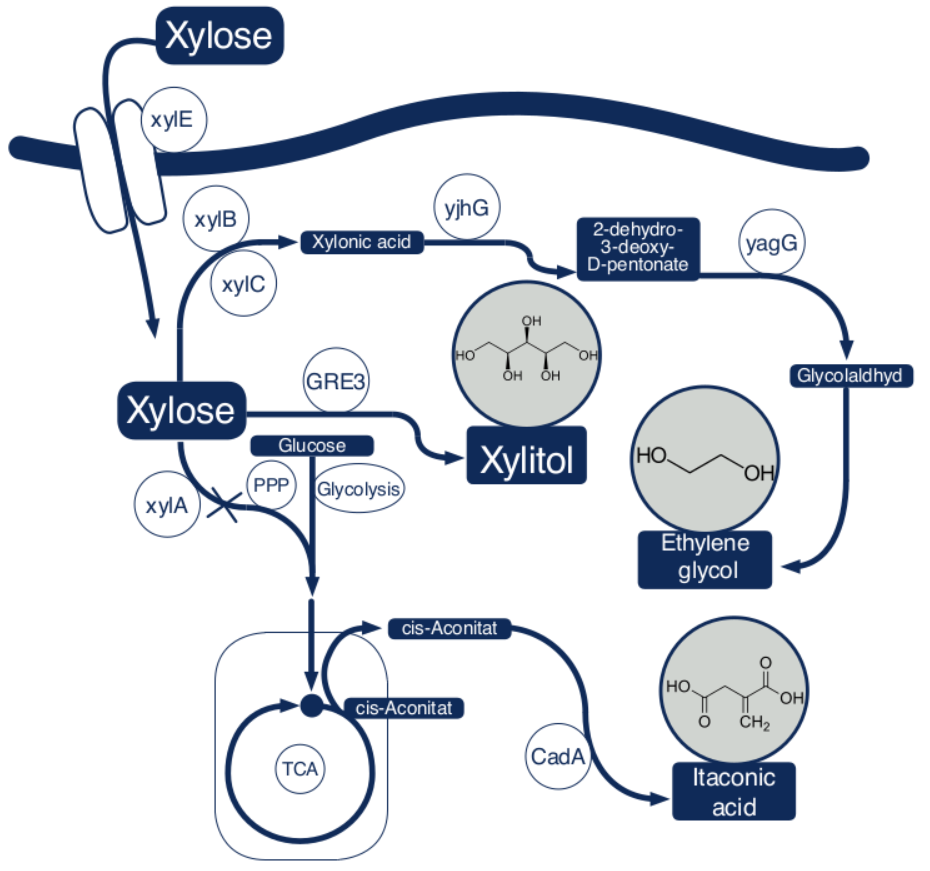 Xylose
xylE
xylB
xylC
Xylonic acid
yjhG
2-dehydro-
3-deoxy-
D-pentonate
yagG
Glycolaldhyd
OH
HO
OH
OH
OH
GRE3
Xylose
Xylitol
Glucose
xylA
PPP
Glycolysis
HO
OH
Ethylene
glycol
cis-Aconitat
cis-Aconitat
TCA
CadA
O
HO
OH
O
CH2
Itaconic
acid